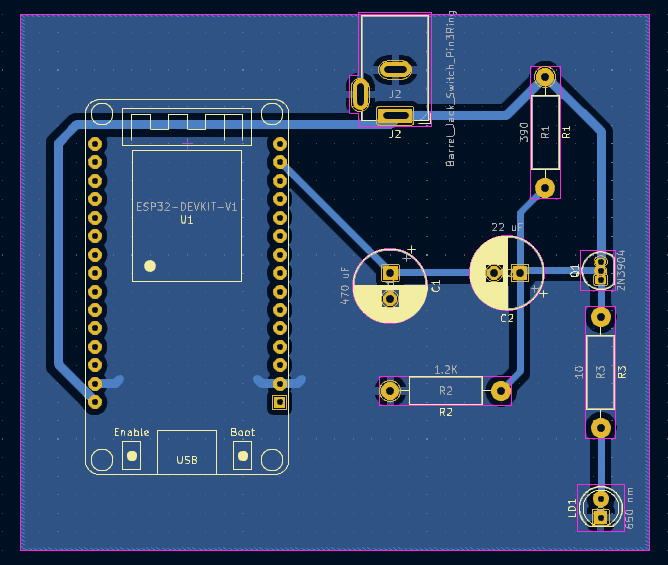 Barrel_Jack_Switch_Pin3Ring
J2
J2
390
R1
R1
ESP32-DEVKIT-V1
U1
22 uF
470 uF
C1
C2
Q1
2N3904
1.2K
R2
R2
10
R3
R3
Enable
Boot
USB
LD1
650 nm